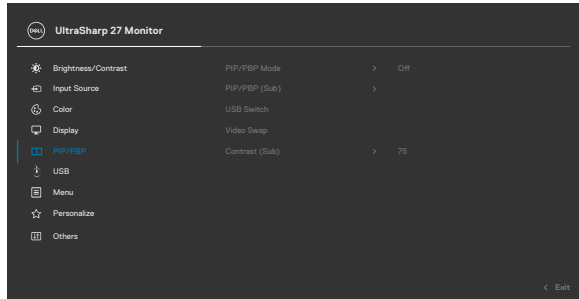 DELL UltraSharp 27 Monitor
Brightness/Contrast PIP/PBP Mode > Off
Input Source PIP/PBP (Sub) >
Color USB Switch
Display Video Swap
PIP/PBP Contrast (Sub) > 75
USB
Menu
Personalize
Others
< Exit